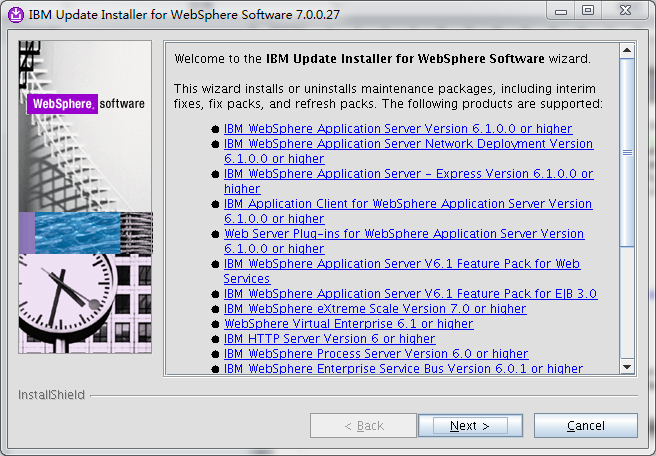 IBM Update Installer for WebSphere Software 7.0.0.27
WebSphere. software
Welcome to the IBM Update Installer for WebSphere Software wizard.
This wizard installs or uninstalls maintenance packages, including interim
fixes, fix packs, and refresh packs. The following products are supported:
IBM WebSphere Application Server Version 6.1.0.0 or higher
IBM WebSphere Application Server Network Deployment Version
6.1.0.0 or higher
IBM WebSphere Application Server - Express Version 6.1.0.0 or
higher
IBM Application Client for WebSphere Application Server Version
6.1.0.0 or higher
Web Server Plug-ins for WebSphere Application Server Version
6.1.0.0 or higher
IBM WebSphere Application Server V6.1 Feature Pack for Web
Services
IBM WebSphere Application Server V6.1 Feature Pack for EJB 3.0
IBM WebSphere eXtreme Scale Version 7.0 or higher
WebSphere Virtual Enterprise 6.1 or higher
IBM HTTP Server Version 6 or higher
IBM WebSphere Process Server Version 6.0 or higher
IBM WebSphere Enterprise Service Bus Version 6.0.1 or higher
InstallShield
< Back
Next >
Cancel